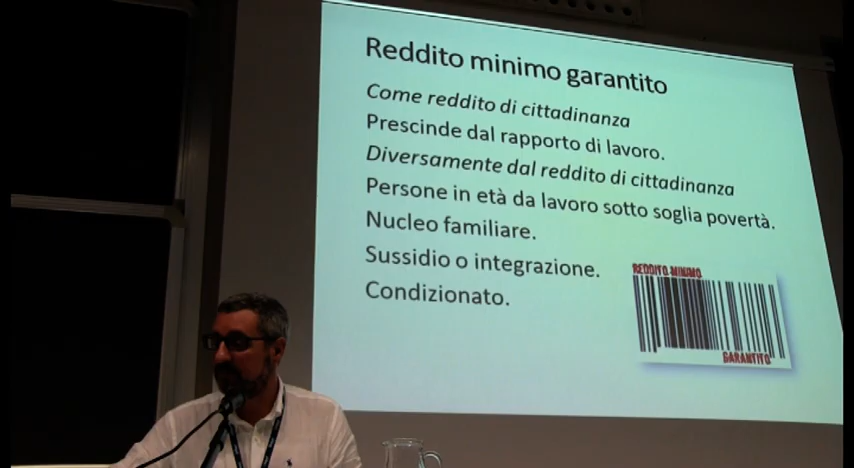 Reddito minimo garantito
Come reddito di cittadinanza
Prescinde dal rapporto di lavoro.
Diversamente dal reddito di cittadinanza
Persone in età da lavoro sotto soglia povertà.
Nucleo familiare.
Sussidio o integrazione.
Condizionato.
REDDITO MINIMO
GARANTITO